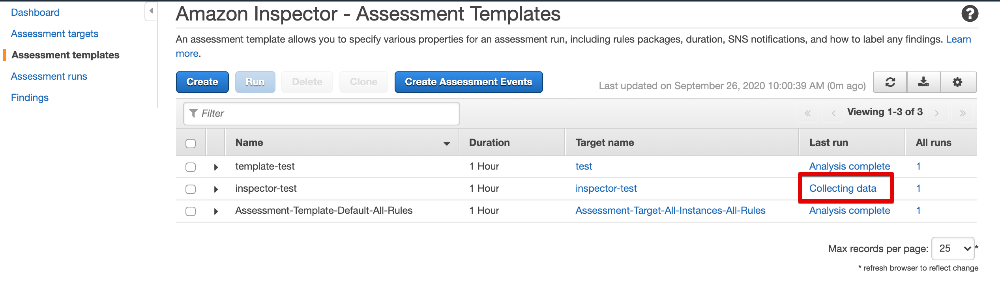 Dashboard
Assessment targets
Assessment templates
Assessment runs
Findings
Amazon Inspector - Assessment Templates
An assessment template allows you to specify various properties for an assessment run, including rules packages, duration, SNS notifications, and how to label any findings. Learn
more.
Create Run Delete Clone Create Assessment Events Last updated on September 26, 2020 10:00:39 AM (0m ago)
Filter Viewing 1-3 of 3
Name Duration Target name Last run All runs
template-test 1 Hour test Analysis complete 1
inspector-test 1 Hour inspector-test Collecting data 1
Assessment-Template-Default-All-Rules 1 Hour Assessment-Target-All-Instances-All-Rules Analysis complete 1
Max records per page: 25 *
* refresh browser to reflect change